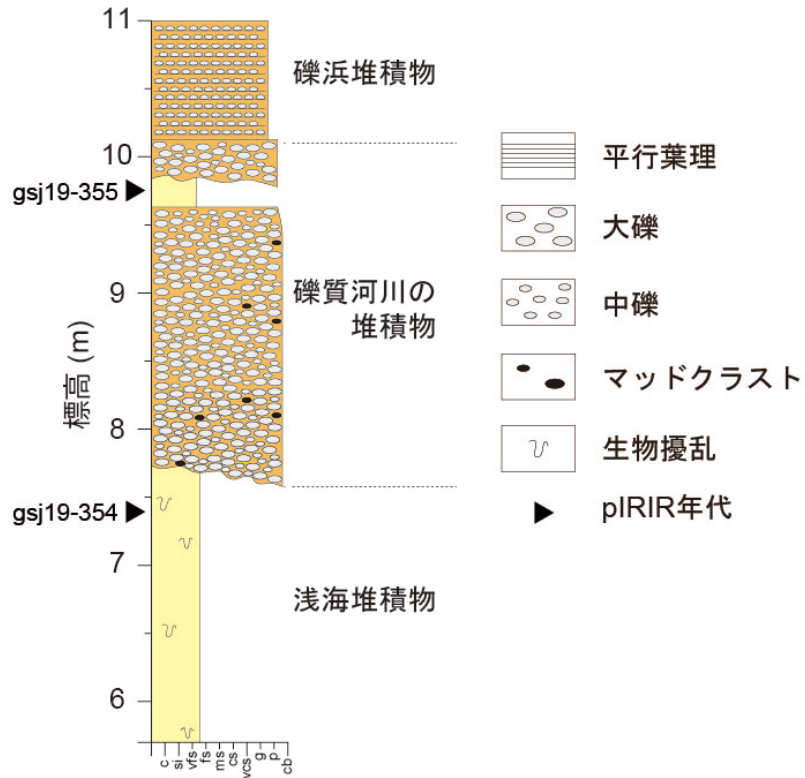 11
礫浜堆積物
平行葉理
10
gsj19-355
大礫
9
礫質河川の
堆積物
中礫
マッドクラスト
標高 (m)
8
生物擾乱
gsj19-354
pIRIR年代
7
浅海堆積物
6
c
si
vfs
fs
ms
cs
vcs
g
p
cb